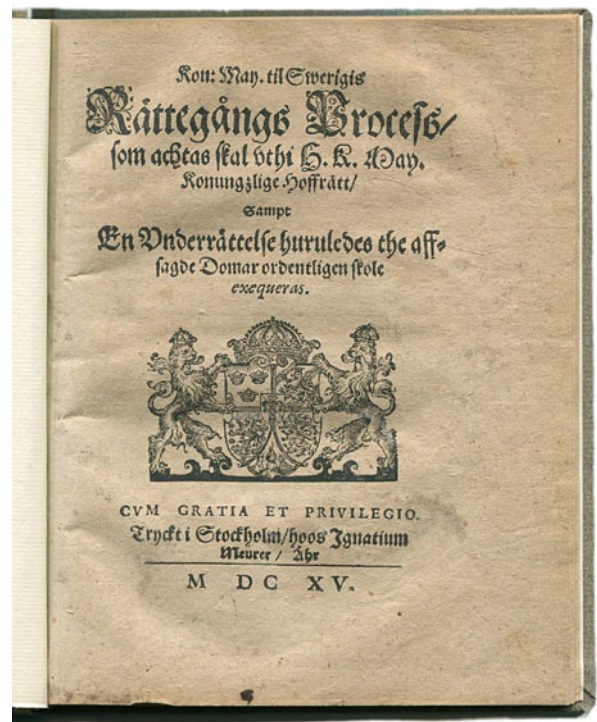 Kon: May. til Swerigis
Rättegångs Process/
som achtas skal vthi H. K. May.
Konungzlige Hoffrätt/
Sampt
En Vnderrättelse huruledes the aff-
sagde Domar ordentligen skole
exequeras.
CVM GRATIA ET PRIVILEGIO.
Tryckt i Stockholm/hoos Ignatium
Meurer / Åhr
M DC XV.